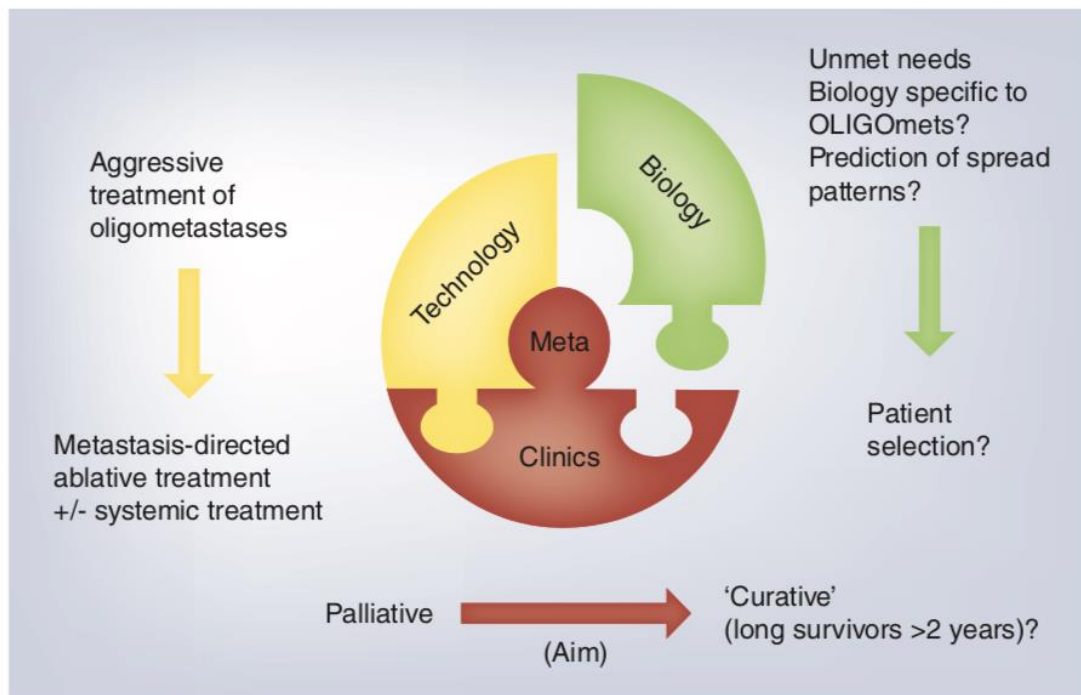 Aggressive
treatment of
oligometastases
Metastasis-directed
ablative treatment
+/- systemic treatment
Technology
Biology
Meta
Clinics
Unmet needs
Biology specific to
OLIGOmets?
Prediction of spread
patterns?
Patient
selection?
Palliative
(Aim)
‘Curative’
(long survivors >2 years)?